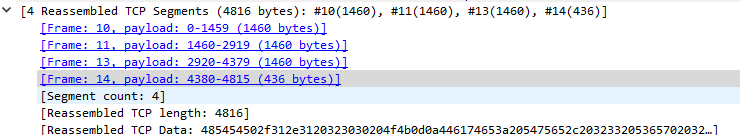 [4 Reassembled TCP Segments (4816 bytes): #10(1460), #11(1460), #13(1460), #14(436)]
[Frame: 10, payload: 0-1459 (1460 bytes)]
[Frame: 11, payload: 1460-2919 (1460 bytes)]
[Frame: 13, payload: 2920-4379 (1460 bytes)]
[Frame: 14, payload: 4380-4815 (436 bytes)]
[Segment count: 4]
[Reassembled TCP length: 4816]
[Reassembled TCP Data: 485454502f312e3120323030204f4b0d0a446174653a205475652c203233205365702032…]